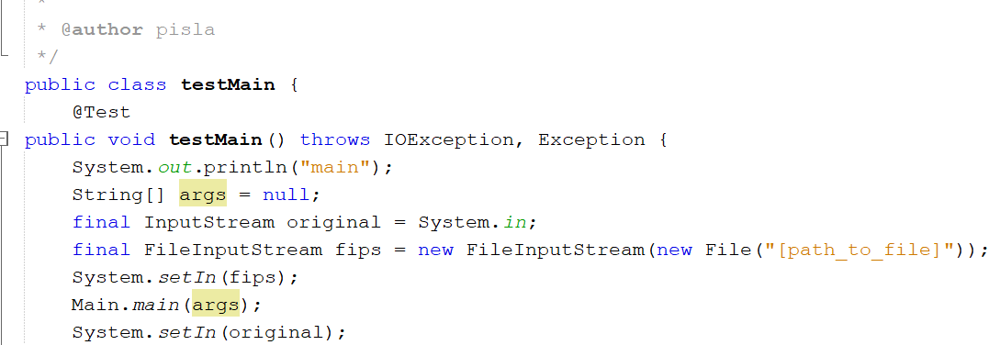 *
* @author pisla
*/
public class testMain {
@Test
public void testMain() throws IOException, Exception {
System.out.println("main");
String[] args = null;
final InputStream original = System.in;
final FileInputStream fips = new FileInputStream(new File("[path_to_file]"));
System.setIn(fips);
Main.main(args);
System.setIn(original);